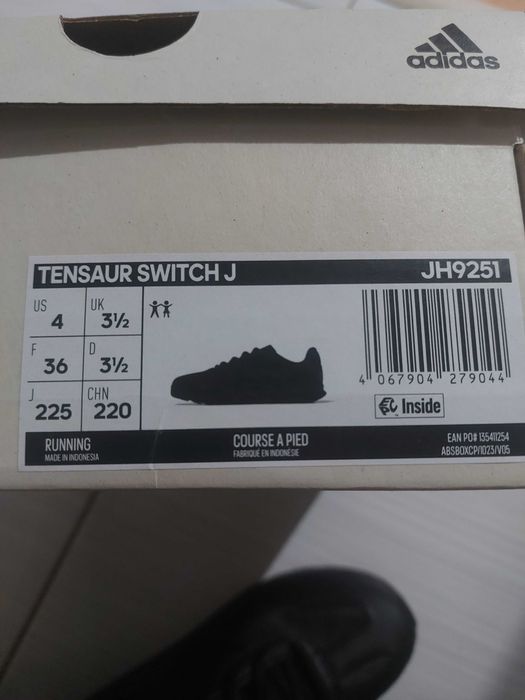 adidas
TENSAUR SWITCH J JH9251
US 4 UK 3½
F 36 D 3½
J 225 CHN 220
4 067904 279044
Inside
RUNNING
MADE IN INDONESIA
COURSE A PIED
FABRIQUÉ EN INDONÉSIE
EAN PO# 135411254
ABSBOXCP/1023/V05